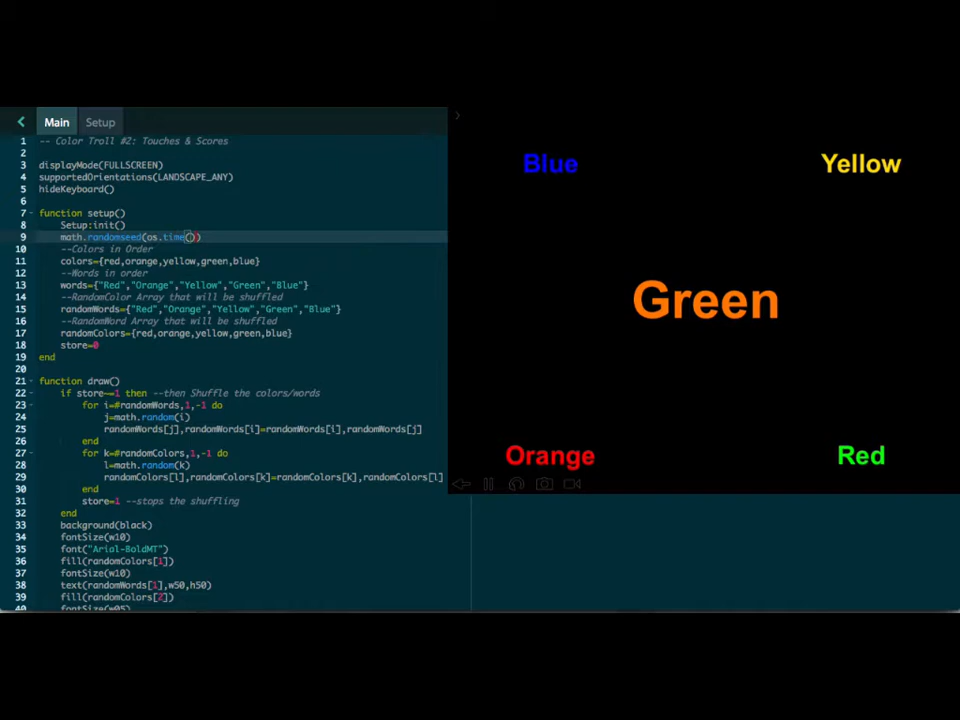 Main Setup
1 -- Color Troll #2: Touches & Scores
2
3 displayMode(FULLSCREEN)
4 supportedOrientations(LANDSCAPE_ANY)
5 hideKeyboard()
6
7 function setup()
8 Setup:init()
9 math.randomseed(os.time())
10 --Colors in Order
11 colors={red,orange,yellow,green,blue}
12 --Words in order
13 words={"Red","Orange","Yellow","Green","Blue"}
14 --RandomColor Array that will be shuffled
15 randomWords={"Red","Orange","Yellow","Green","Blue"}
16 --RandomWord Array that will be shuffled
17 randomColors={red,orange,yellow,green,blue}
18 store=0
19 end
20
21 function draw()
22 if store~=1 then --then Shuffle the colors/words
23 for i=#randomWords,1,-1 do
24 j=math.random(i)
25 randomWords[j],randomWords[i]=randomWords[i],randomWords[j]
26 end
27 for k=#randomColors,1,-1 do
28 l=math.random(k)
29 randomColors[l],randomColors[k]=randomColors[k],randomColors[l]
30 end
31 store=1 --stops the shuffling
32 end
33 background(black)
34 fontSize(w10)
35 font("Arial-BoldMT")
36 fill(randomColors[1])
37 fontSize(w10)
38 text(randomWords[1],w50,h50)
39 fill(randomColors[2])
40 fontSize(w05)
Blue Yellow
Green
Orange Red